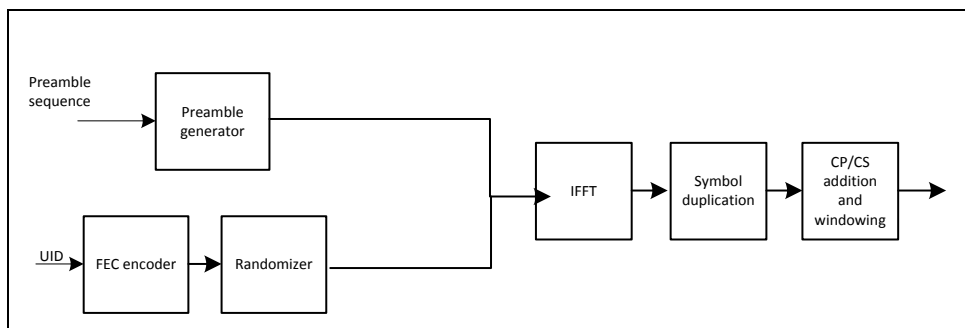 Preamble
sequence
Preamble
generator
IFFT
Symbol
duplication
CP/CS
addition
and
windowing
UID
FEC encoder
Randomizer